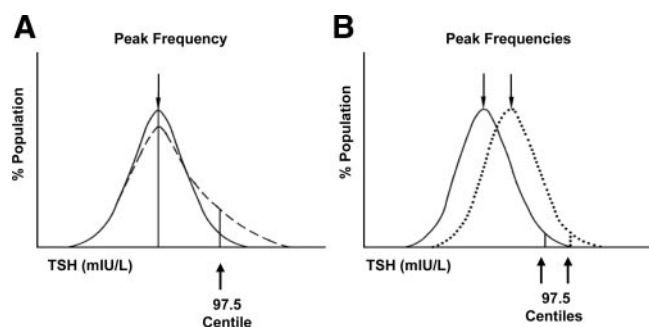 A
Peak Frequency
% Population
TSH (mIU/L)
97.5
Centile
B
Peak Frequencies
% Population
TSH (mIU/L)
97.5
Centiles